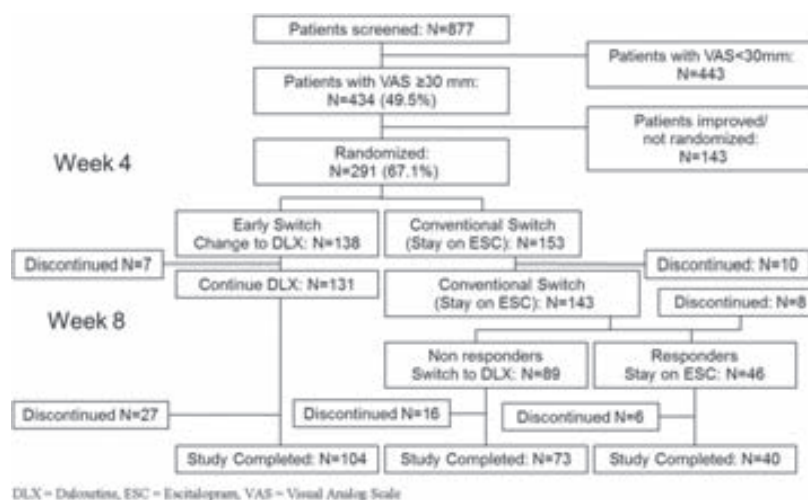 Patients screened: N=877
Patients with VAS<30mm:
N=443
Patients with VAS ≥30 mm:
N=434 (49.5%)
Patients improved/
not randomized:
N=143
Week 4
Randomized:
N=291 (67.1%)
Early Switch
Change to DLX: N=138
Conventional Switch
(Stay on ESC): N=153
Discontinued N=7
Discontinued: N=10
Continue DLX: N=131
Conventional Switch
(Stay on ESC): N=143
Discontinued: N=8
Week 8
Non responders
Switch to DLX: N=89
Responders
Stay on ESC: N=46
Discontinued N=27
Discontinued N=16
Discontinued N=6
Study Completed: N=104
Study Completed: N=73
Study Completed: N=40
DLX = Duloxetine, ESC = Escitalopram, VAS = Visual Analog Scale